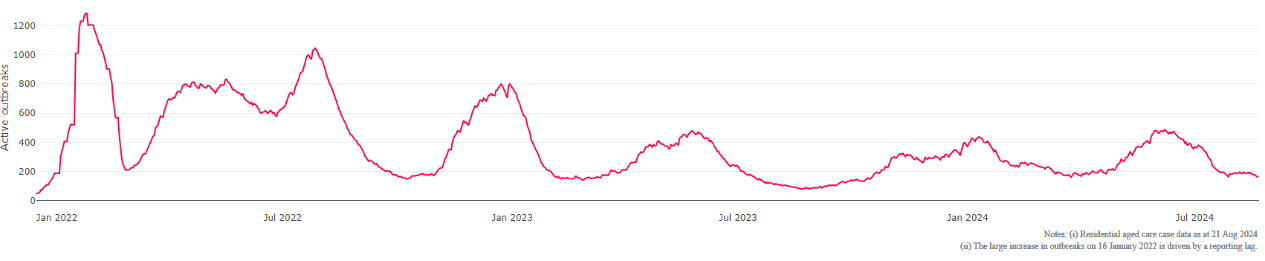 Active outbreaks
1200
1000
800
600
400
200
0
Jan 2022
Jul 2022
Jan 2023
Jul 2023
Jan 2024
Jul 2024
Notes: (i) Residential aged care case data as at 21 Aug 2024
(ii) The large increase in outbreaks on 16 January 2022 is driven by a reporting lag.